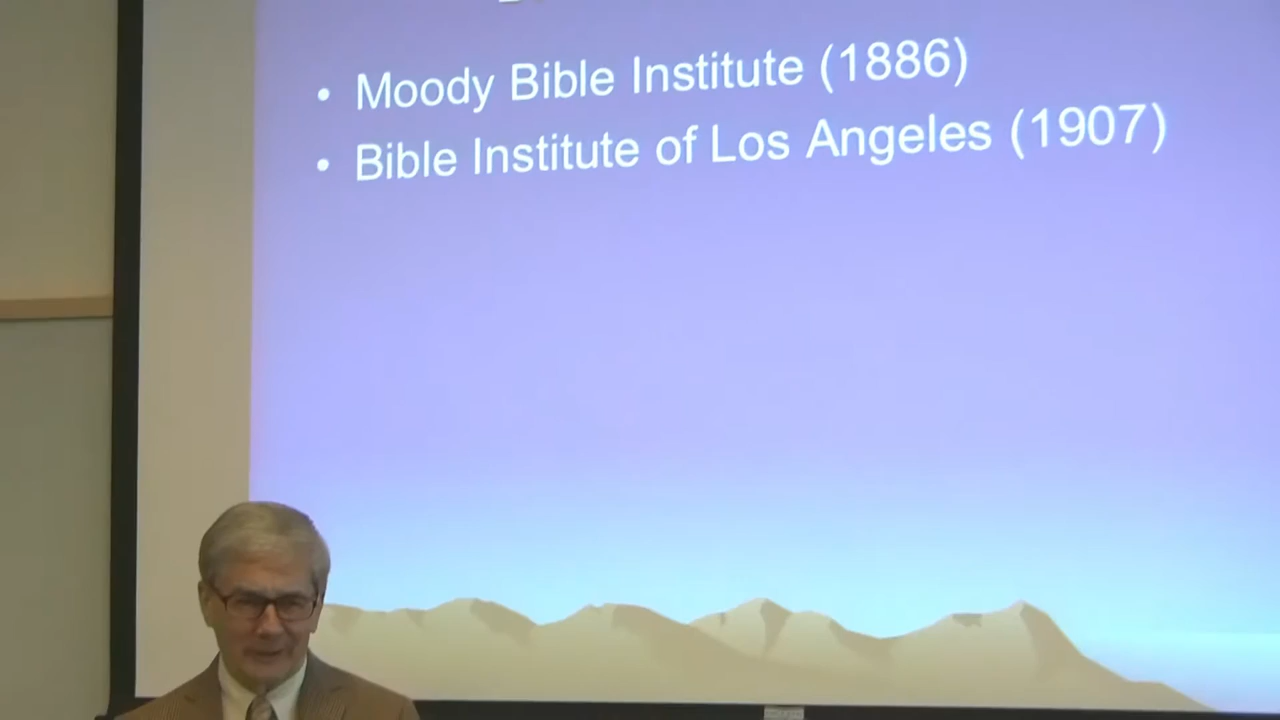 • Moody Bible Institute (1886)
• Bible Institute of Los Angeles (1907)